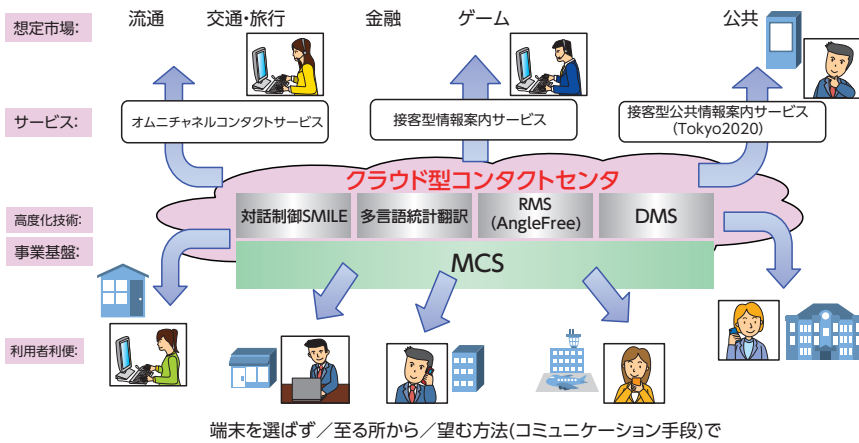 想定市場: 流通 交通・旅行 金融 ゲーム 公共
サービス: オムニチャネルコンタクトサービス 接客型情報案内サービス 接客型公共情報案内サービス
(Tokyo2020)
クラウド型コンタクトセンタ
高度化技術: 対話制御SMILE 多言語統計翻訳 RMS
(AngleFree) DMS
事業基盤: MCS
利用者利便:
端末を選ばず/至る所から/望む方法(コミュニケーション手段)で